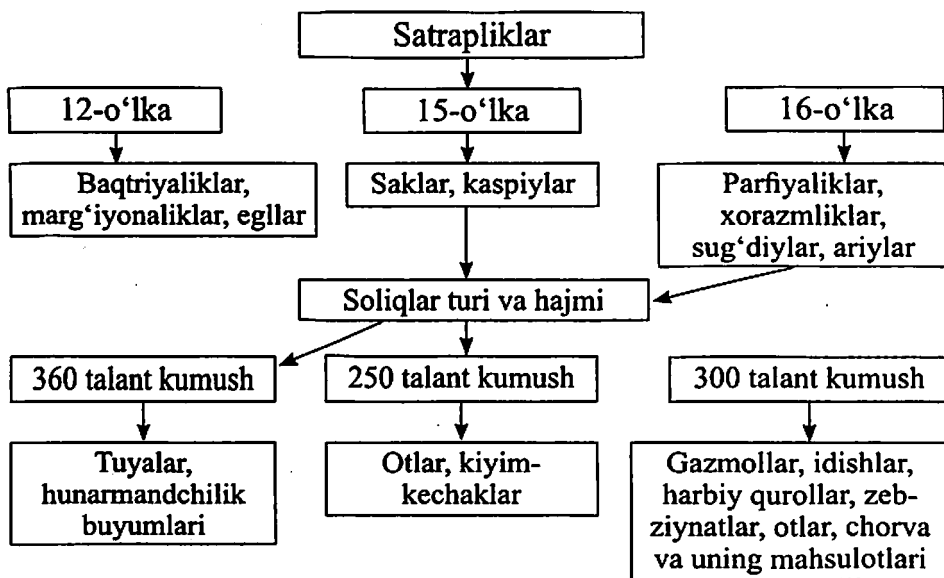 Satrapliklar
12-o‘lka
15-o‘lka
16-o‘lka
Baqtriyaliklar,
marg‘iyonaliklar, egllar
Saklar, kaspiylar
Parfiyaliklar,
xorazmliklar,
sug‘diylar, ariylar
Soliqlar turi va hajmi
360 talant kumush
250 talant kumush
300 talant kumush
Tuyalar,
hunarmandchilik
buyumlari
Otlar, kiyim-
kechaklar
Gazmollar, idishlar,
harbiy qurollar, zeb-
ziynatlar, otlar, chorva
va uning mahsulotlari